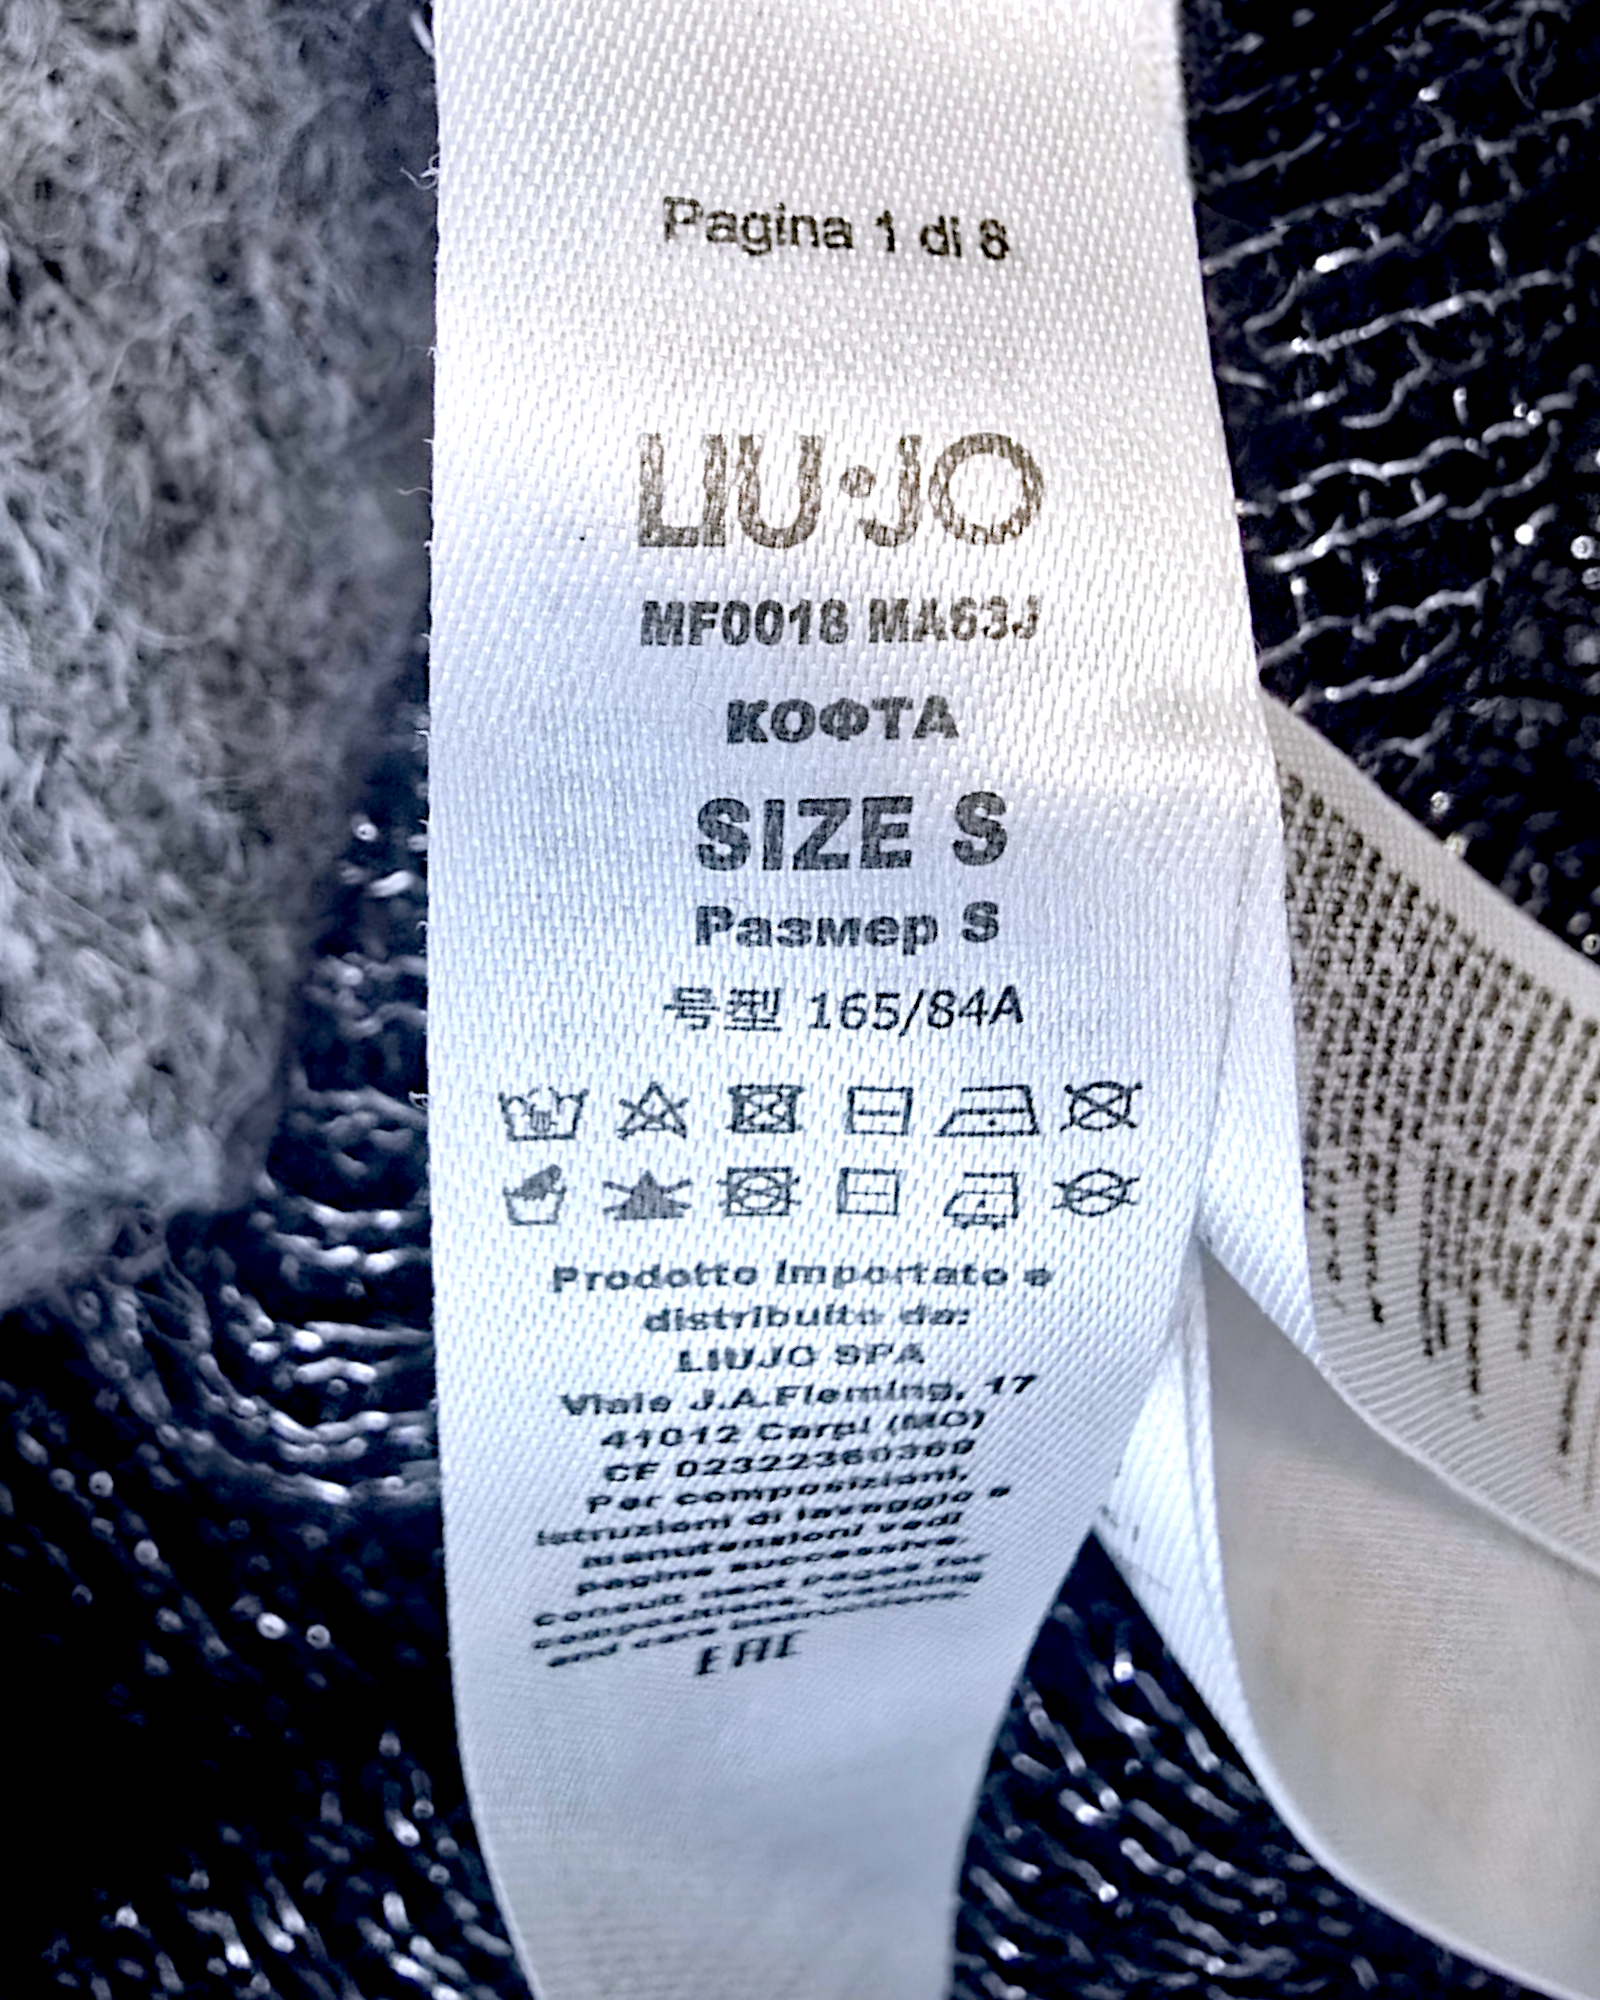 Pagina 1 di 8
LIU·JO
MF0018 MA63J
КОФТА
SIZE S
Размер S
号型 165/84A
Prodotto importato e
distribuito da:
LIUJO SPA
Viale J.A.Fleming, 17
41012 Carpi (MO)
CF 02322360369
Per composizioni,
istruzioni di lavaggio e
manutenzioni vedi
pagine successive.
Consult next pages for
compositions, washing
and care instructions
EAC